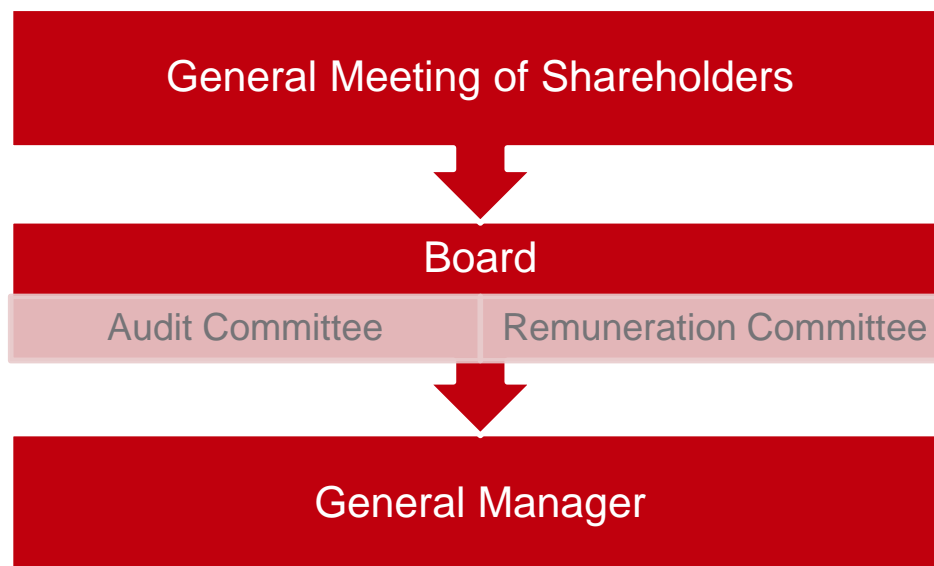 General Meeting of Shareholders
Board
Audit Committee
Remuneration Committee
General Manager